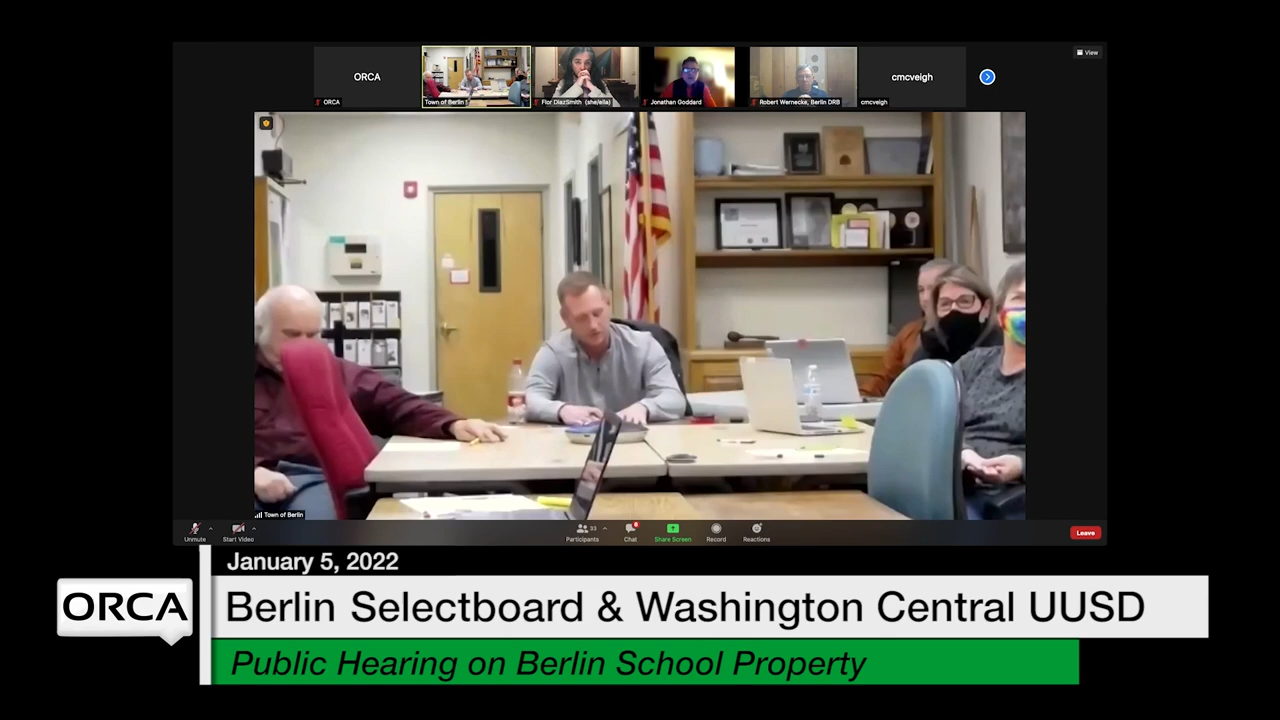 View
ORCA
cmcveigh
ORCA
Town of Berlin
Flor DiazSmith (she/ella)
Jonathan Goddard
Robert Wernecke, Berlin DRB
cmcveigh
Town of Berlin
Unmute
Start Video
33
Participants
8
Chat
Share Screen
Record
Reactions
Leave
January 5, 2022
ORCA
Berlin Selectboard & Washington Central UUSD
Public Hearing on Berlin School Property